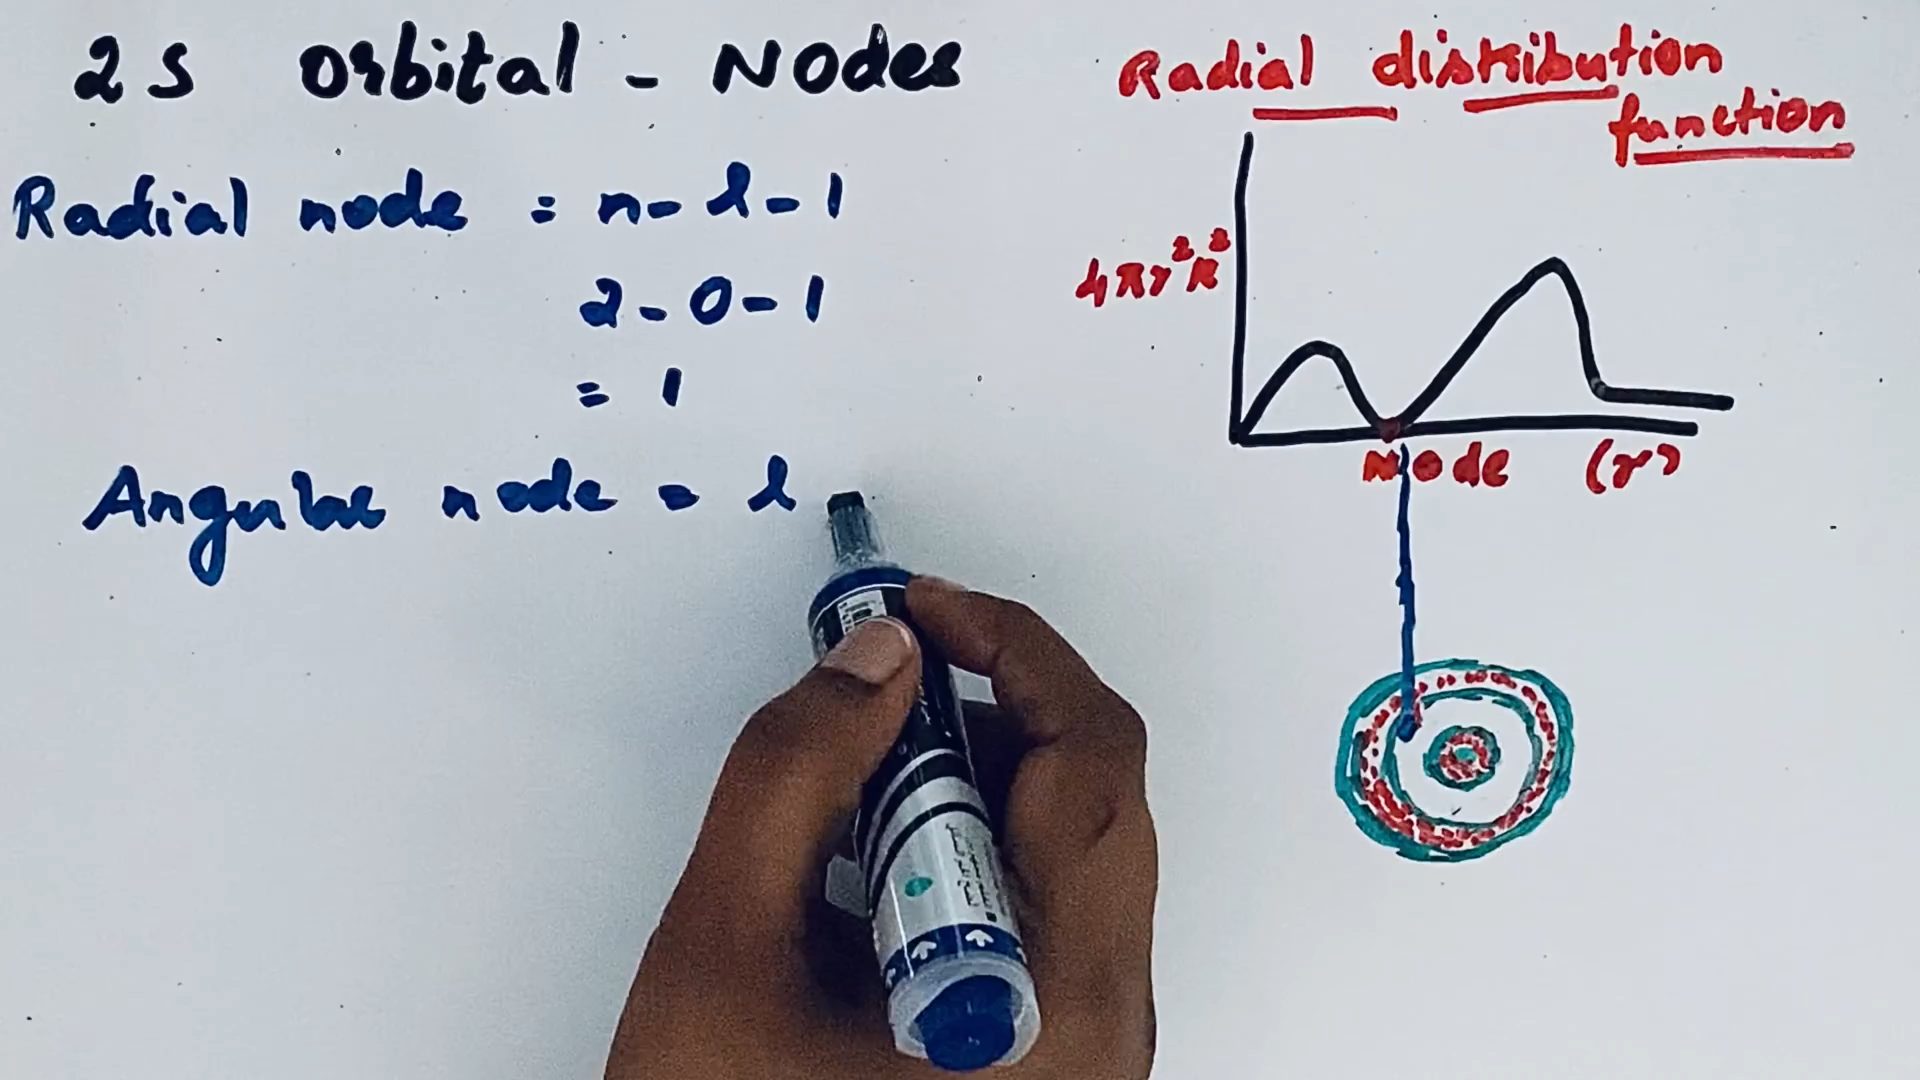 2s orbital - Nodes
Radial node = n - l - 1
2 - 0 - 1
= 1
Angular node = l
Radial distribution
function
4πr²R²
Node (r)